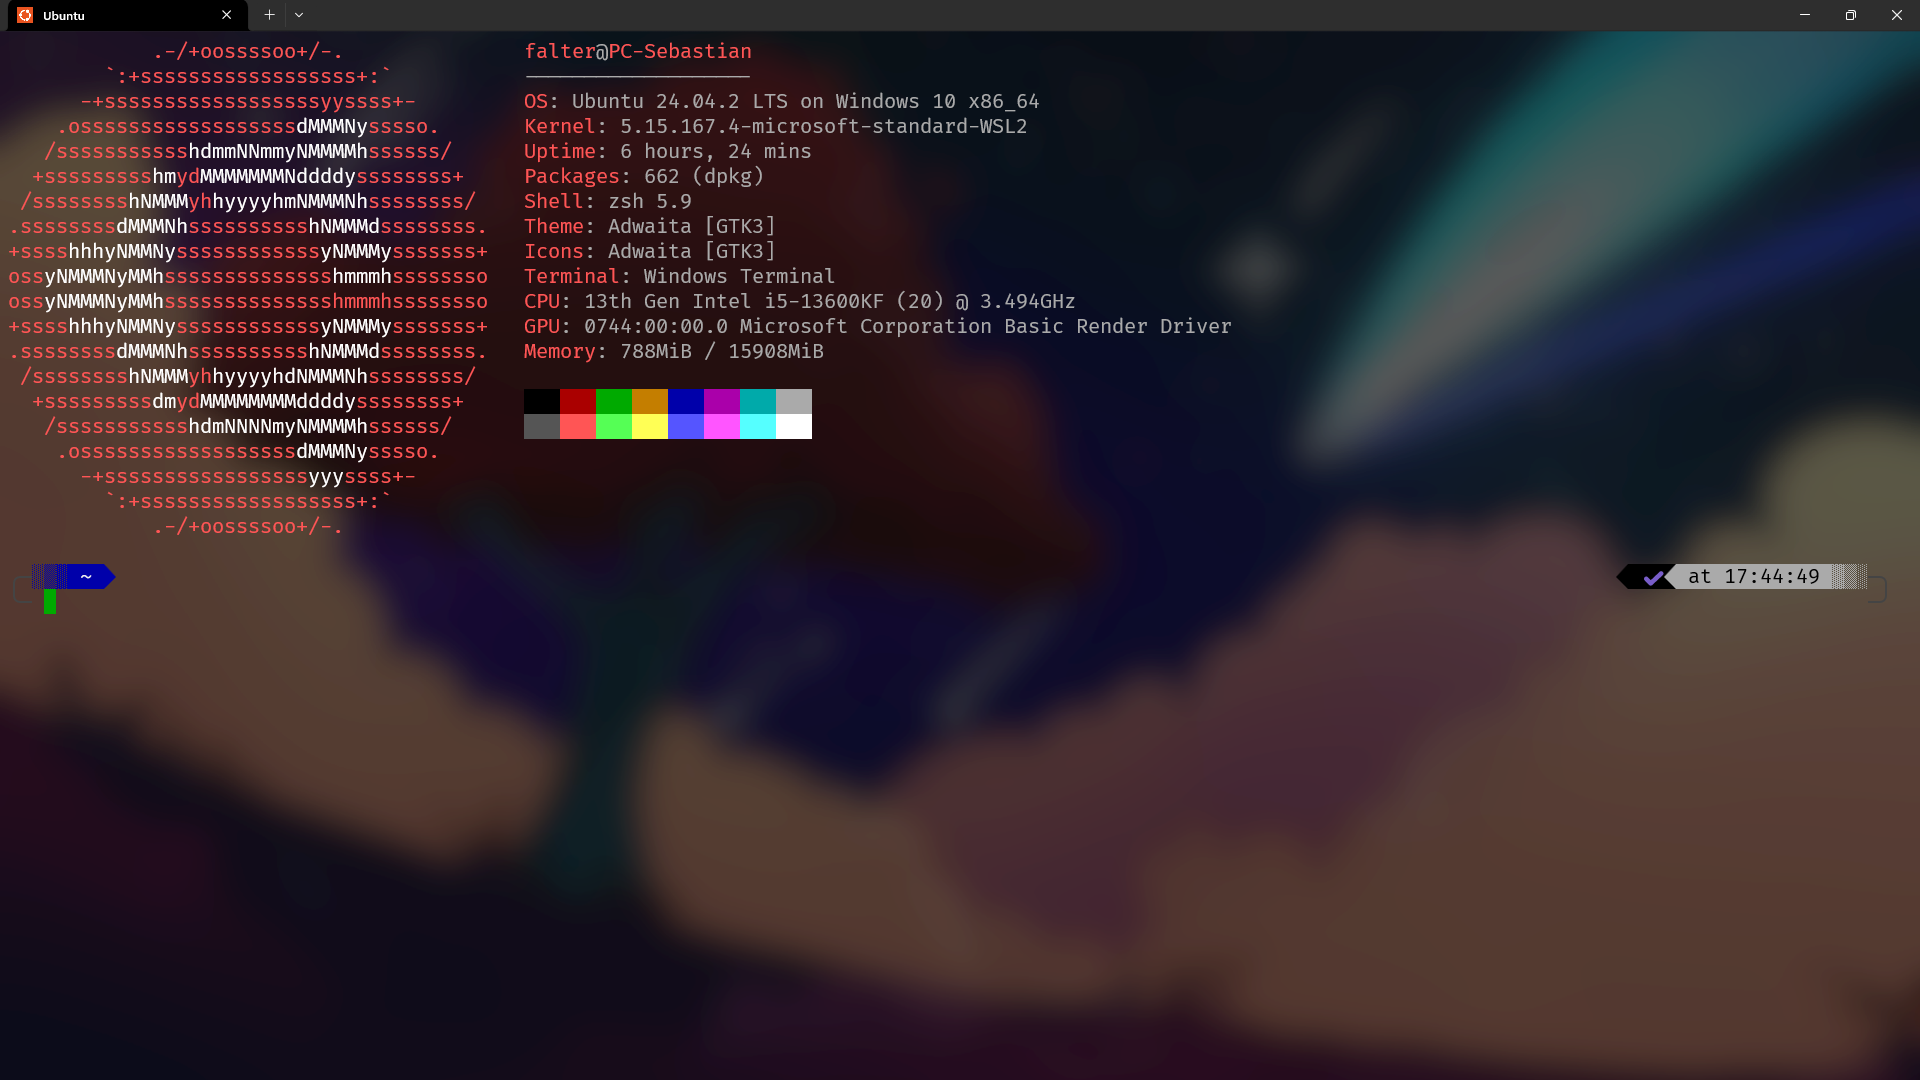 Ubuntu
.-/+oossssoo+/-.
`:+ssssssssssssssssss+:`
-+ssssssssssssssssssyyssss+-
.ossssssssssssssssssdMMMNysssso.
/ssssssssssshdmmNNmmyNMMMMhssssss/
+ssssssssshmydMMMMMMMNddddyssssssss+
/sssssssshNMMMyhhyyyyhmNMMMNhssssssss/
.ssssssssdMMMNhsssssssssshNMMMdssssssss.
+sssshhhyNMMNyssssssssssssyNMMMysssssss+
ossyNMMMNyMMhsssssssssssssshmmmhssssssso
ossyNMMMNyMMhsssssssssssssshmmmhssssssso
+sssshhhyNMMNyssssssssssssyNMMMysssssss+
.ssssssssdMMMNhsssssssssshNMMMdssssssss.
/sssssssshNMMMyhhyyyyhdNMMMNhssssssss/
+sssssssssdmydMMMMMMMMddddyssssssss+
/ssssssssssshdmNNNNmyNMMMMhssssss/
.ossssssssssssssssssdMMMNysssso.
-+sssssssssssssssssyyyssss+-
`:+ssssssssssssssssss+:`
.-/+oossssoo+/-.
falter@PC-Sebastian
-------------------
OS: Ubuntu 24.04.2 LTS on Windows 10 x86_64
Kernel: 5.15.167.4-microsoft-standard-WSL2
Uptime: 6 hours, 24 mins
Packages: 662 (dpkg)
Shell: zsh 5.9
Theme: Adwaita [GTK3]
Icons: Adwaita [GTK3]
Terminal: Windows Terminal
CPU: 13th Gen Intel i5-13600KF (20) @ 3.494GHz
GPU: 0744:00:00.0 Microsoft Corporation Basic Render Driver
Memory: 788MiB / 15908MiB
~
at 17:44:49